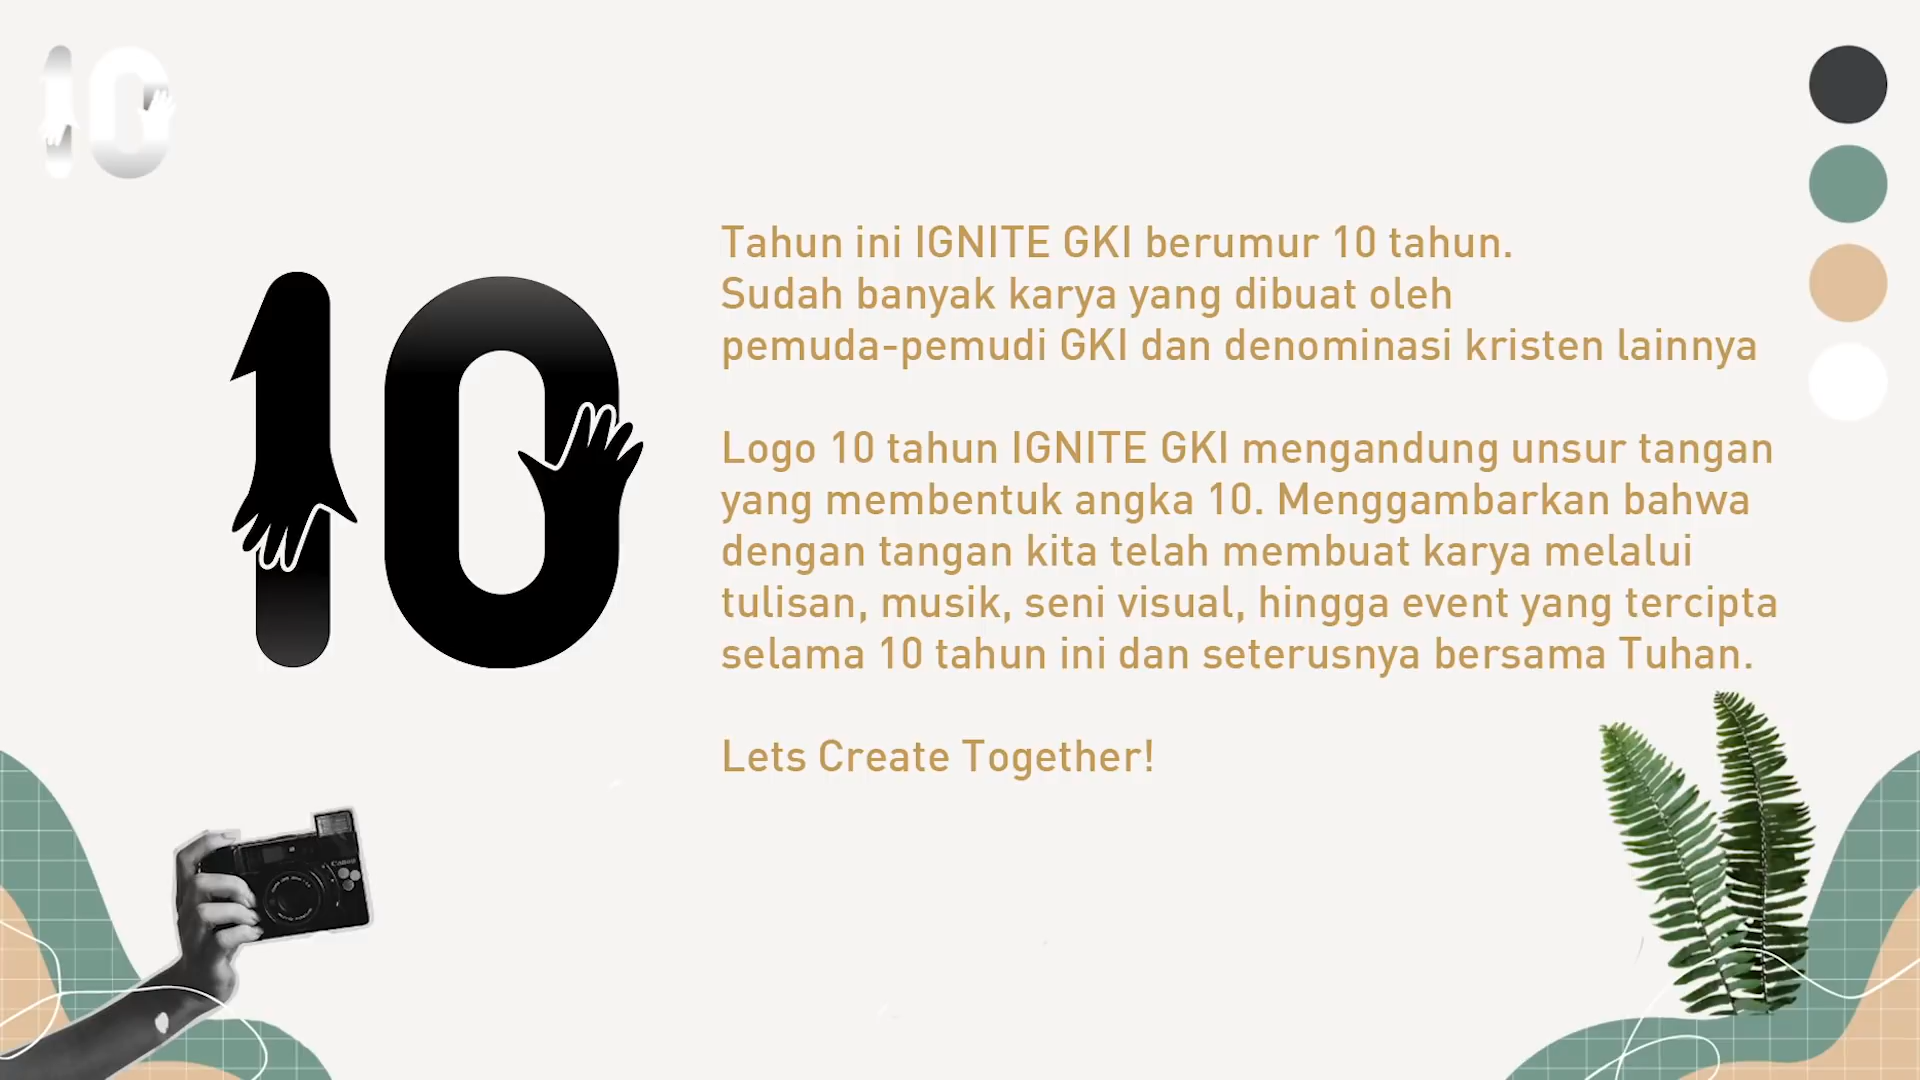 10
10
Tahun ini IGNITE GKI berumur 10 tahun.
Sudah banyak karya yang dibuat oleh
pemuda-pemudi GKI dan denominasi kristen lainnya
Logo 10 tahun IGNITE GKI mengandung unsur tangan
yang membentuk angka 10. Menggambarkan bahwa
dengan tangan kita telah membuat karya melalui
tulisan, musik, seni visual, hingga event yang tercipta
selama 10 tahun ini dan seterusnya bersama Tuhan.
Lets Create Together!
Canon